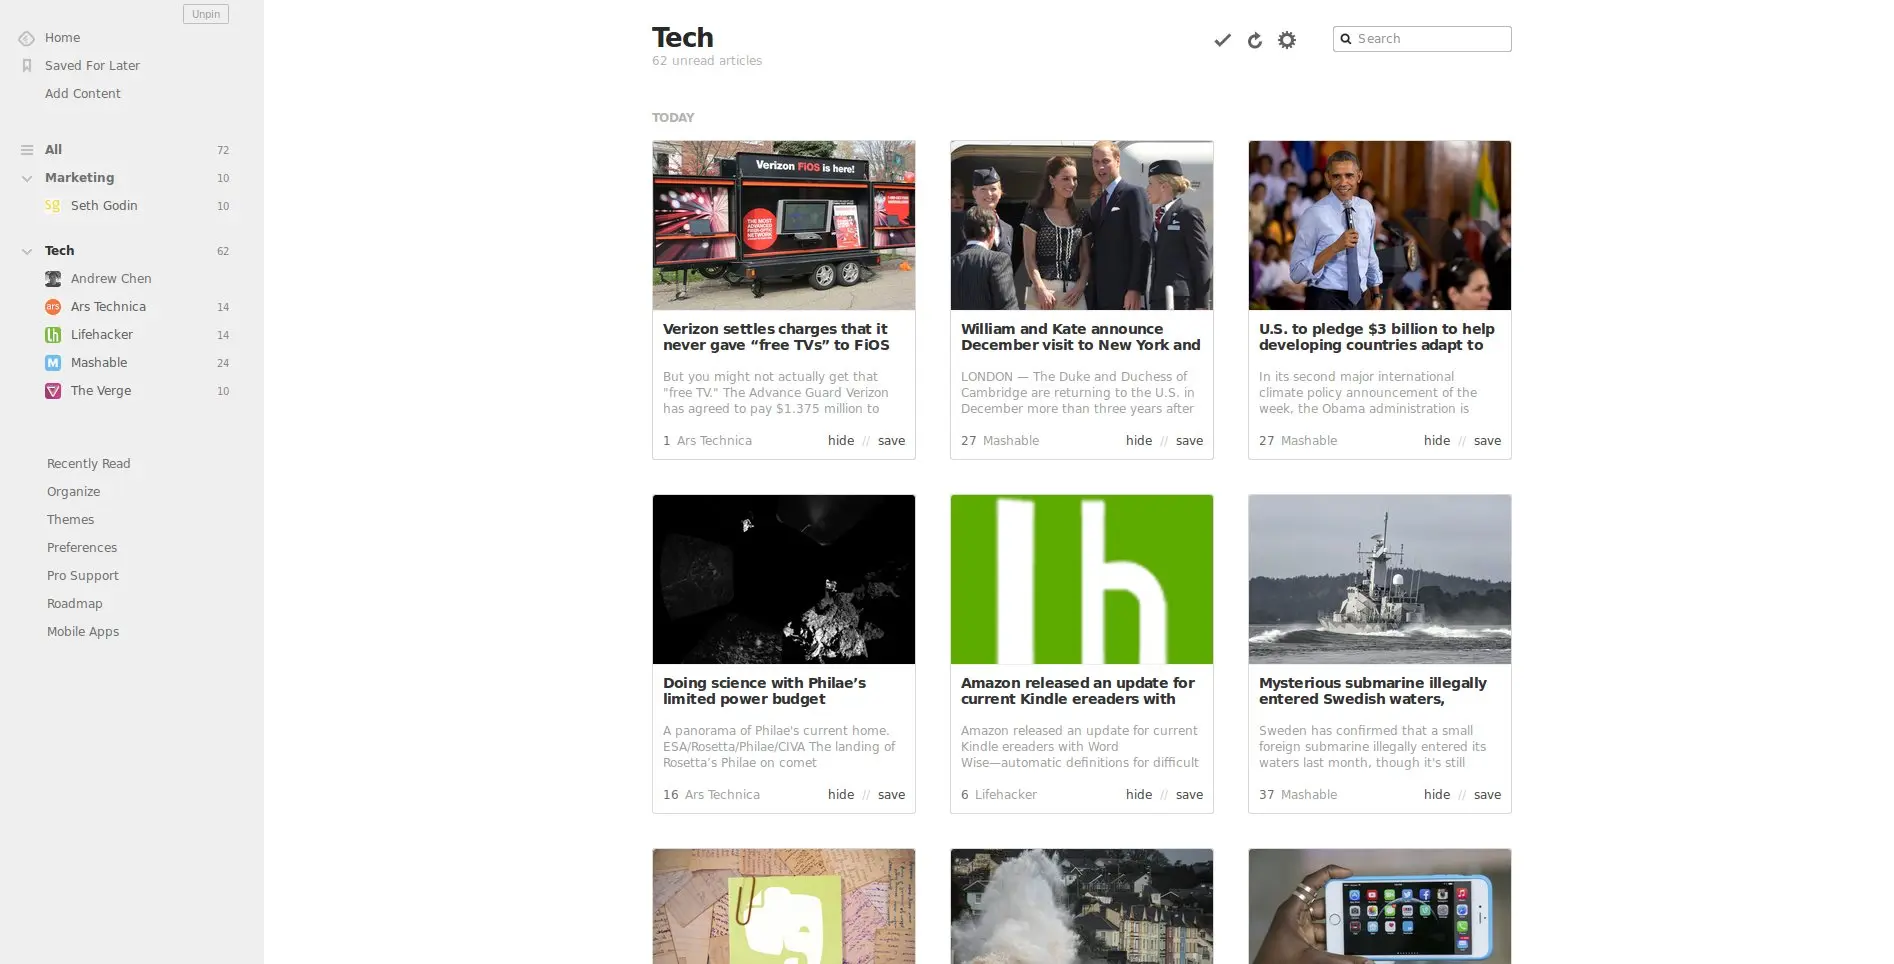 Unpin
Home
Saved For Later
Add Content
All 72
Marketing 10
sg Seth Godin 10
Tech 62
Andrew Chen
ars Ars Technica 14
lh Lifehacker 14
M Mashable 24
The Verge 10
Recently Read
Organize
Themes
Preferences
Pro Support
Roadmap
Mobile Apps
Tech
62 unread articles
Search
TODAY
Verizon FiOS is here!
THE MOST
ADVANCED
FIBER-OPTIC
NETWORK
Verizon settles charges that it
never gave “free TVs” to FiOS
But you might not actually get that
"free TV." The Advance Guard Verizon
has agreed to pay $1.375 million to
1 Ars Technica hide // save
William and Kate announce
December visit to New York and
LONDON — The Duke and Duchess of
Cambridge are returning to the U.S. in
December more than three years after
27 Mashable hide // save
U.S. to pledge $3 billion to help
developing countries adapt to
In its second major international
climate policy announcement of the
week, the Obama administration is
27 Mashable hide // save
Doing science with Philae’s
limited power budget
A panorama of Philae's current home.
ESA/Rosetta/Philae/CIVA The landing of
Rosetta’s Philae on comet
16 Ars Technica hide // save
lh
Amazon released an update for
current Kindle ereaders with
Amazon released an update for current
Kindle ereaders with Word
Wise—automatic definitions for difficult
6 Lifehacker hide // save
Mysterious submarine illegally
entered Swedish waters,
Sweden has confirmed that a small
foreign submarine illegally entered its
waters last month, though it's still
37 Mashable hide // save